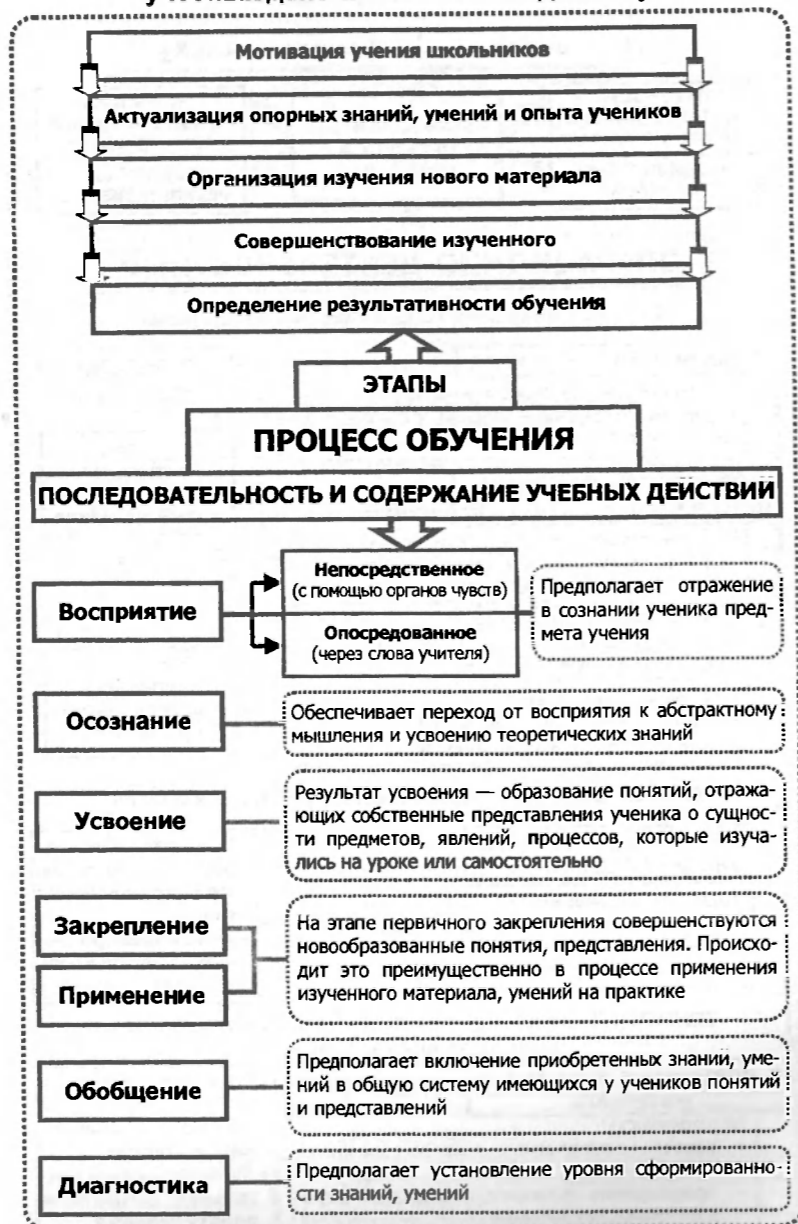 Мотивация учения школьников
Актуализация опорных знаний, умений и опыта учеников
Организация изучения нового материала
Совершенствование изученного
Определение результативности обучения
ЭТАПЫ
ПРОЦЕСС ОБУЧЕНИЯ
ПОСЛЕДОВАТЕЛЬНОСТЬ И СОДЕРЖАНИЕ УЧЕБНЫХ ДЕЙСТВИЙ
Восприятие
Непосредственное
(с помощью органов чувств)
Опосредованное
(через слова учителя)
Предполагает отражение
в сознании ученика пред
мета учения
Осознание
Обеспечивает переход от восприятия к абстрактному
мышления и усвоению теоретических знаний
Усвоение
Результат усвоения — образование понятий, отража-
ющих собственные представления ученика о сущнос-
ти предметов, явлений, процессов, которые изуча-
лись на уроке или самостоятельно
Закрепление
Применение
На этапе первичного закрепления совершенствуются
новообразованные понятия, представления. Происхо-
дит это преимущественно в процессе применения
изученного материала, умений на практике
Обобщение
Предполагает включение приобретенных знании, уме-
ний в общую систему имеющихся у учеников понятий
и представлений
Диагностика
Предполагает установление уровня сформированно-
сти знаний, умений